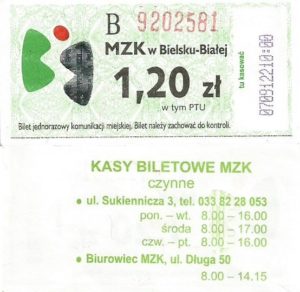 B 9202581
MZK w Bielsku-Białej
1,20 zł
w tym PTU
Bilet jednorazowy komunikacji miejskiej. Bilet należy zachować do kontroli.
tu kasować
070912210:00
KASY BILETOWE MZK
czynne
● ul. Sukiennicza 3, tel. 033 82 28 053
pon. – wt. 8.00 – 16.00
środa 8.00 – 17.00
czw. – pt. 8.00 – 16.00
● Biurowiec MZK, ul. Długa 50
8.00 – 14.15